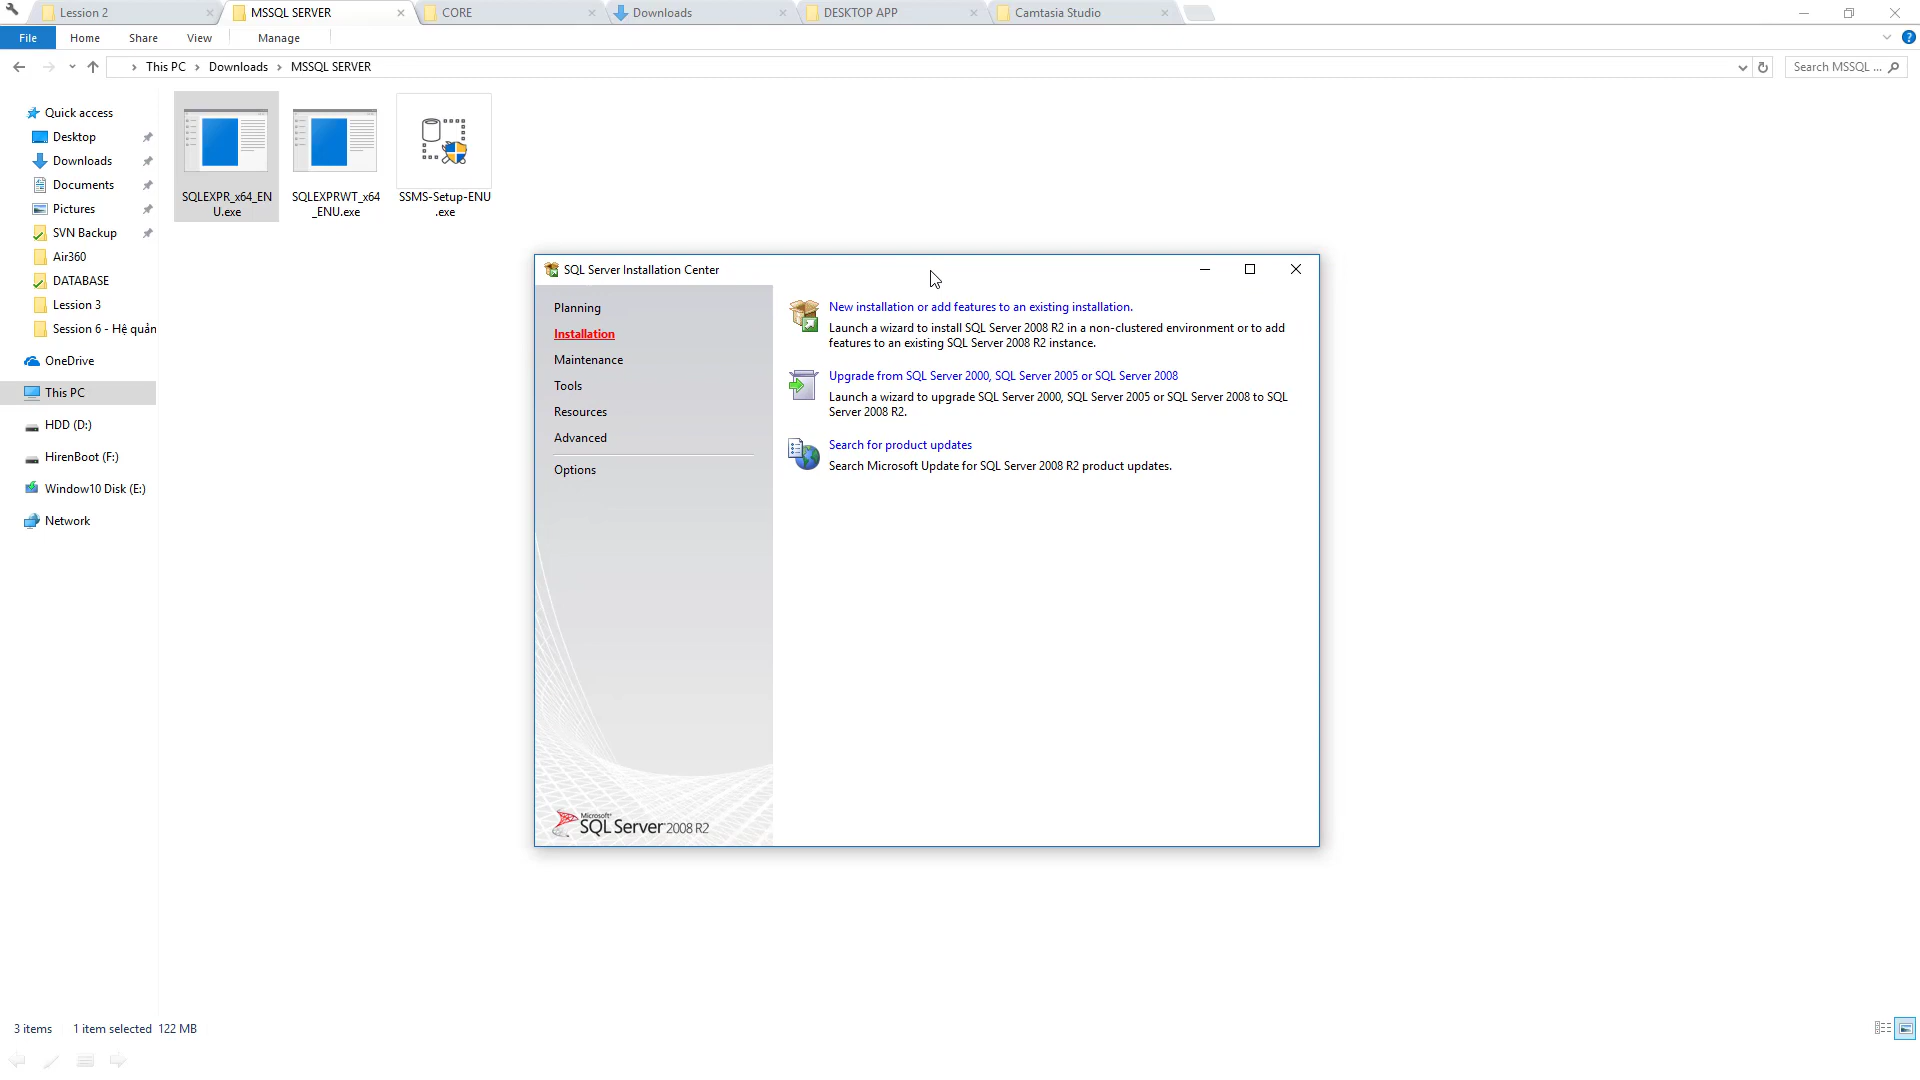 Lession 2
MSSQL SERVER
CORE
Downloads
DESKTOP APP
Camtasia Studio
File
Home
Share
View
Manage
This PC
Downloads
MSSQL SERVER
Search MSSQL ...
Quick access
Desktop
Downloads
Documents
Pictures
SVN Backup
Air360
DATABASE
Lession 3
Session 6 - Hệ quản
OneDrive
This PC
HDD (D:)
HirenBoot (F:)
Window10 Disk (E:)
Network
SQLEXPR_x64_EN
U.exe
SQLEXPRWT_x64
_ENU.exe
SSMS-Setup-ENU
.exe
SQL Server Installation Center
Planning
Installation
Maintenance
Tools
Resources
Advanced
Options
New installation or add features to an existing installation.
Launch a wizard to install SQL Server 2008 R2 in a non-clustered environment or to add
features to an existing SQL Server 2008 R2 instance.
Upgrade from SQL Server 2000, SQL Server 2005 or SQL Server 2008
Launch a wizard to upgrade SQL Server 2000, SQL Server 2005 or SQL Server 2008 to SQL
Server 2008 R2.
Search for product updates
Search Microsoft Update for SQL Server 2008 R2 product updates.
Microsoft®
SQL Server 2008 R2
3 items
1 item selected 122 MB